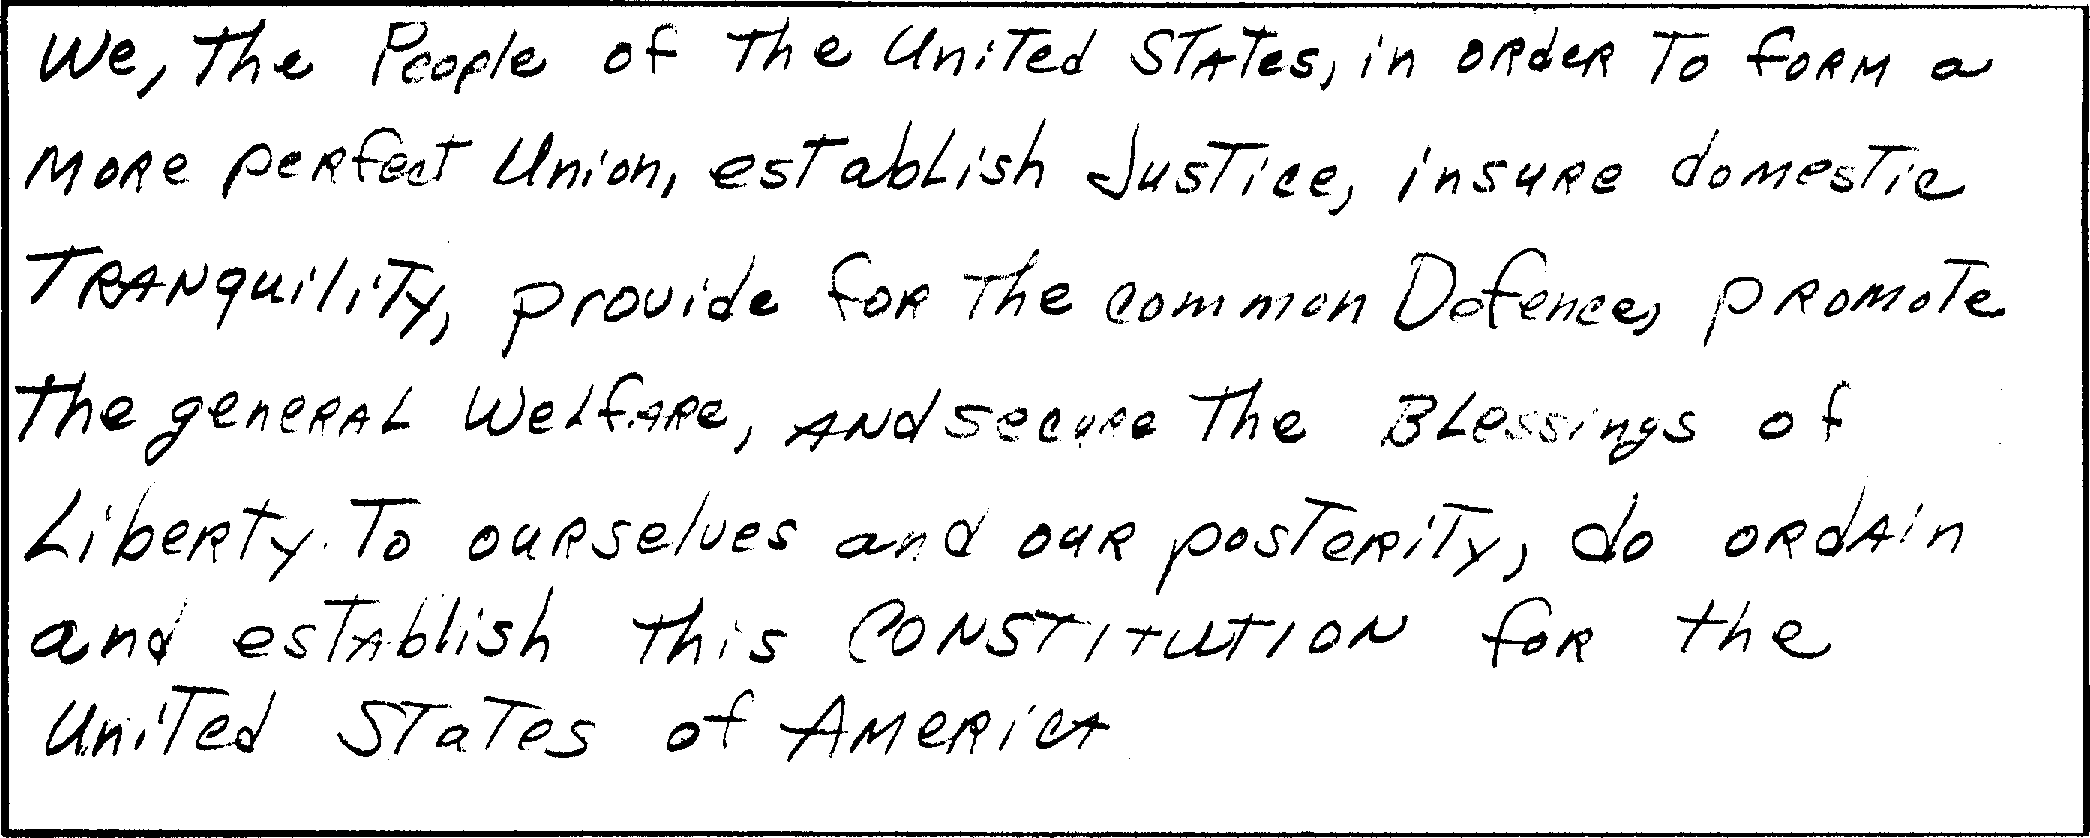 We, the People of the United States, in order to form a
more perfect Union, establish Justice, insure domestic
TRANquility, provide for the common Defence, promote
the general Welfare, and secure the Blessings of
Liberty to ourselves and our posterity, do ordain
and establish this CONSTITUTION for the
United States of America